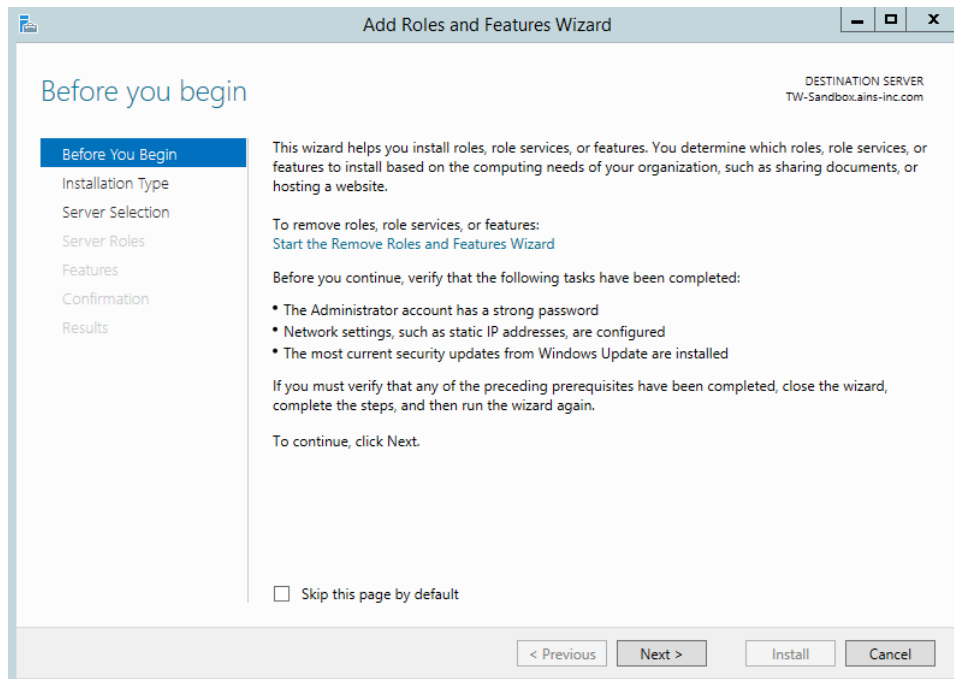 Add Roles and Features Wizard
Before you begin
DESTINATION SERVER
TW-Sandbox.ains-inc.com
Before You Begin
Installation Type
Server Selection
Server Roles
Features
Confirmation
Results
This wizard helps you install roles, role services, or features. You determine which roles, role services, or
features to install based on the computing needs of your organization, such as sharing documents, or
hosting a website.
To remove roles, role services, or features:
Start the Remove Roles and Features Wizard
Before you continue, verify that the following tasks have been completed:
• The Administrator account has a strong password
• Network settings, such as static IP addresses, are configured
• The most current security updates from Windows Update are installed
If you must verify that any of the preceding prerequisites have been completed, close the wizard,
complete the steps, and then run the wizard again.
To continue, click Next.
Skip this page by default
< Previous
Next >
Install
Cancel